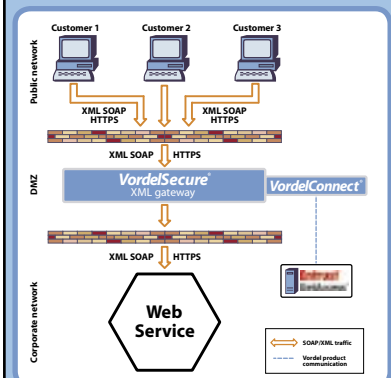 Customer 1
Customer 2
Customer 3
Public network
XML SOAP
HTTPS
XML SOAP
HTTPS
XML SOAP
HTTPS
DMZ
VordelSecure®
XML gateway
VordelConnect®
XML SOAP
HTTPS
Corporate network
Web
Service
Entrust
SOAP/XML traffic
Vordel product
communication